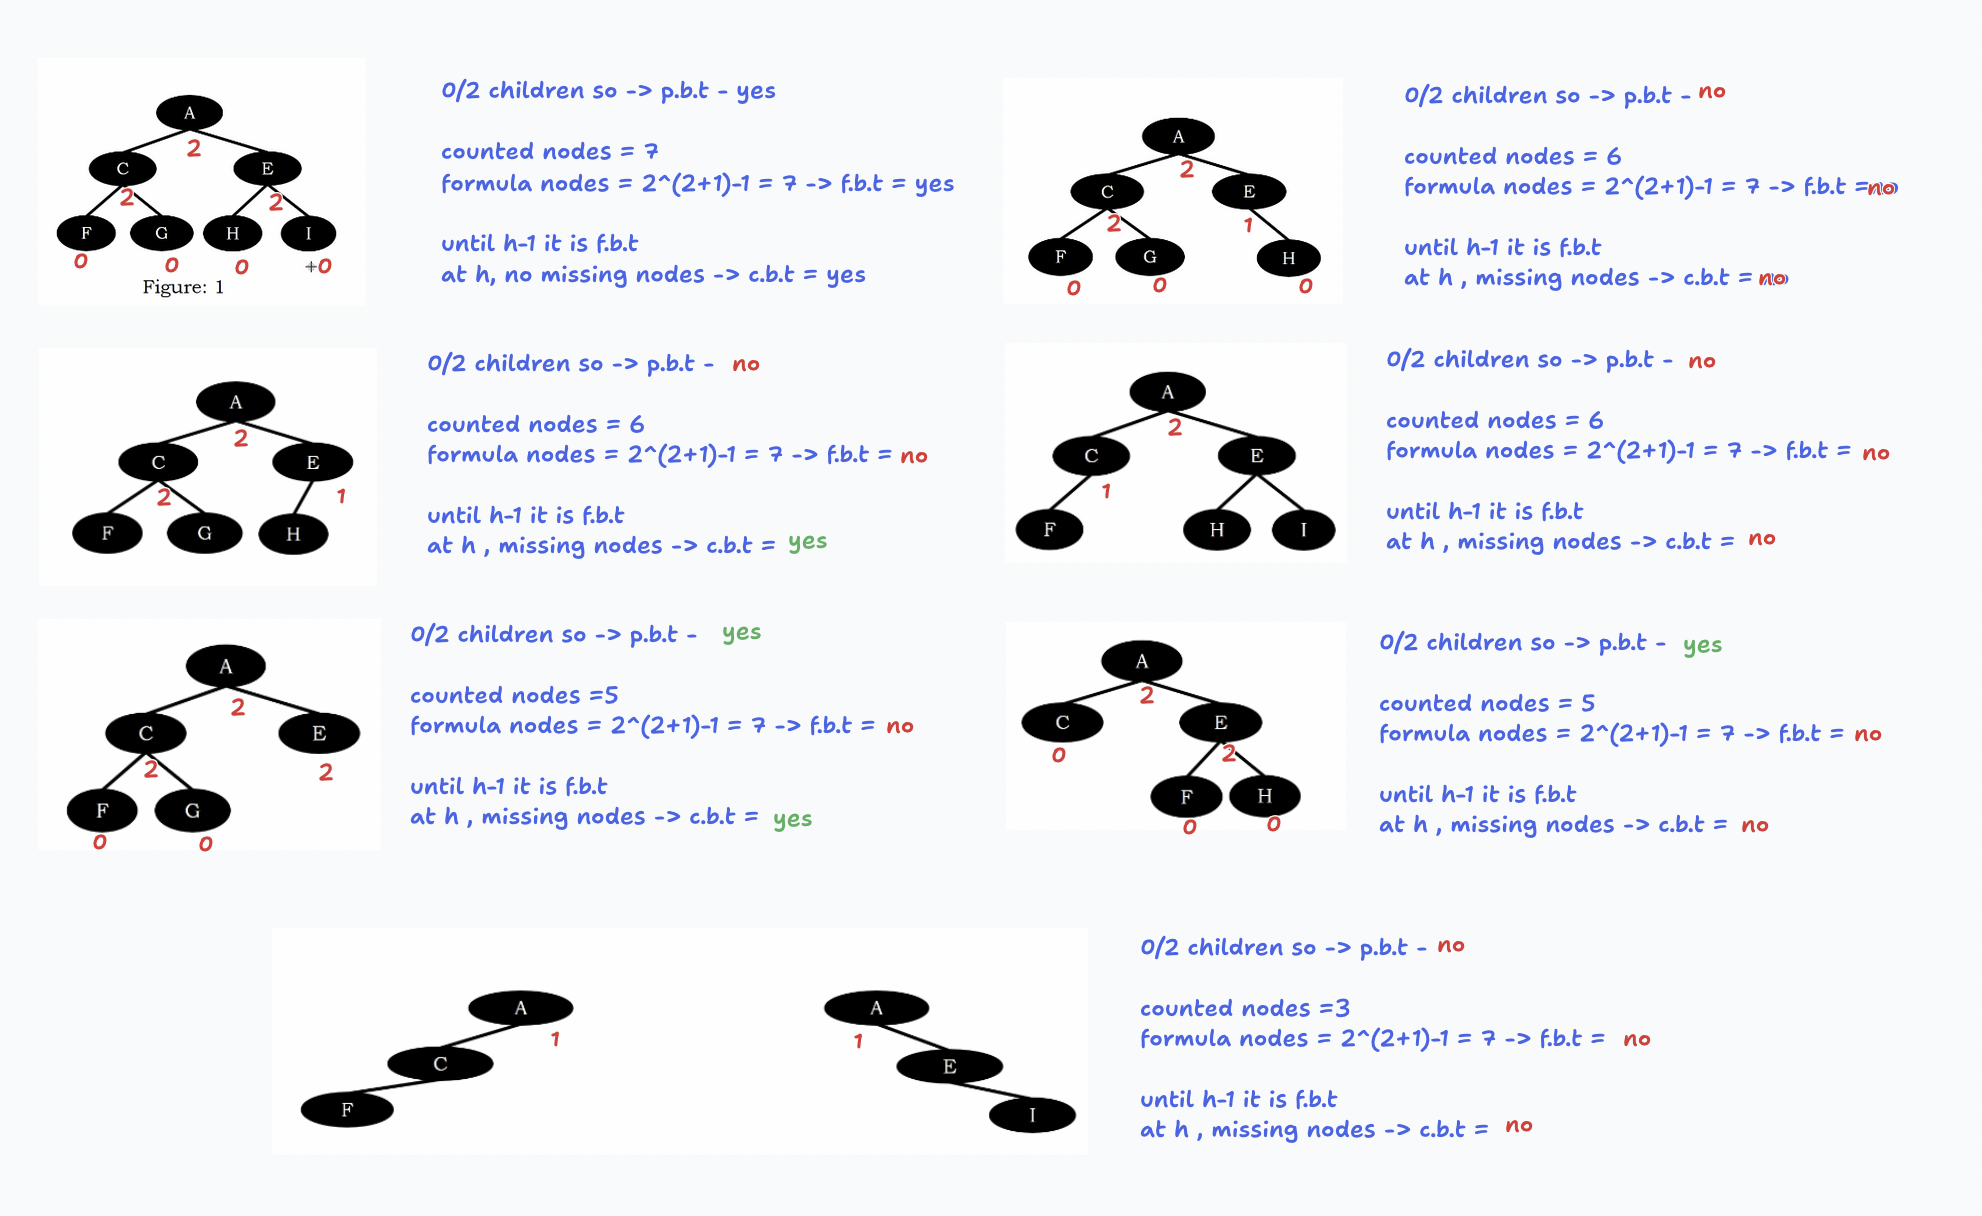 A
2
C
E
2
2
F
G
H
I
0
0
0
+0
Figure: 1
0/2 children so -> p.b.t - yes
counted nodes = 7
formula nodes = 2^(2+1)-1 = 7 -> f.b.t = yes
until h-1 it is f.b.t
at h, no missing nodes -> c.b.t = yes
A
2
C
E
2
1
F
G
H
0
0
0
0/2 children so -> p.b.t - no
counted nodes = 6
formula nodes = 2^(2+1)-1 = 7 -> f.b.t = no
until h-1 it is f.b.t
at h , missing nodes -> c.b.t = no
A
2
C
E
2
1
F
G
H
0/2 children so -> p.b.t - no
counted nodes = 6
formula nodes = 2^(2+1)-1 = 7 -> f.b.t = no
until h-1 it is f.b.t
at h , missing nodes -> c.b.t = yes
A
2
C
E
1
F
H
I
0/2 children so -> p.b.t - no
counted nodes = 6
formula nodes = 2^(2+1)-1 = 7 -> f.b.t = no
until h-1 it is f.b.t
at h , missing nodes -> c.b.t = no
A
2
C
E
2
2
F
G
0
0
0/2 children so -> p.b.t - yes
counted nodes =5
formula nodes = 2^(2+1)-1 = 7 -> f.b.t = no
until h-1 it is f.b.t
at h , missing nodes -> c.b.t = yes
A
2
C
E
0
2
F
H
0
0
0/2 children so -> p.b.t - yes
counted nodes = 5
formula nodes = 2^(2+1)-1 = 7 -> f.b.t = no
until h-1 it is f.b.t
at h , missing nodes -> c.b.t = no
A
1
C
F
A
1
E
I
0/2 children so -> p.b.t - no
counted nodes =3
formula nodes = 2^(2+1)-1 = 7 -> f.b.t = no
until h-1 it is f.b.t
at h , missing nodes -> c.b.t = no